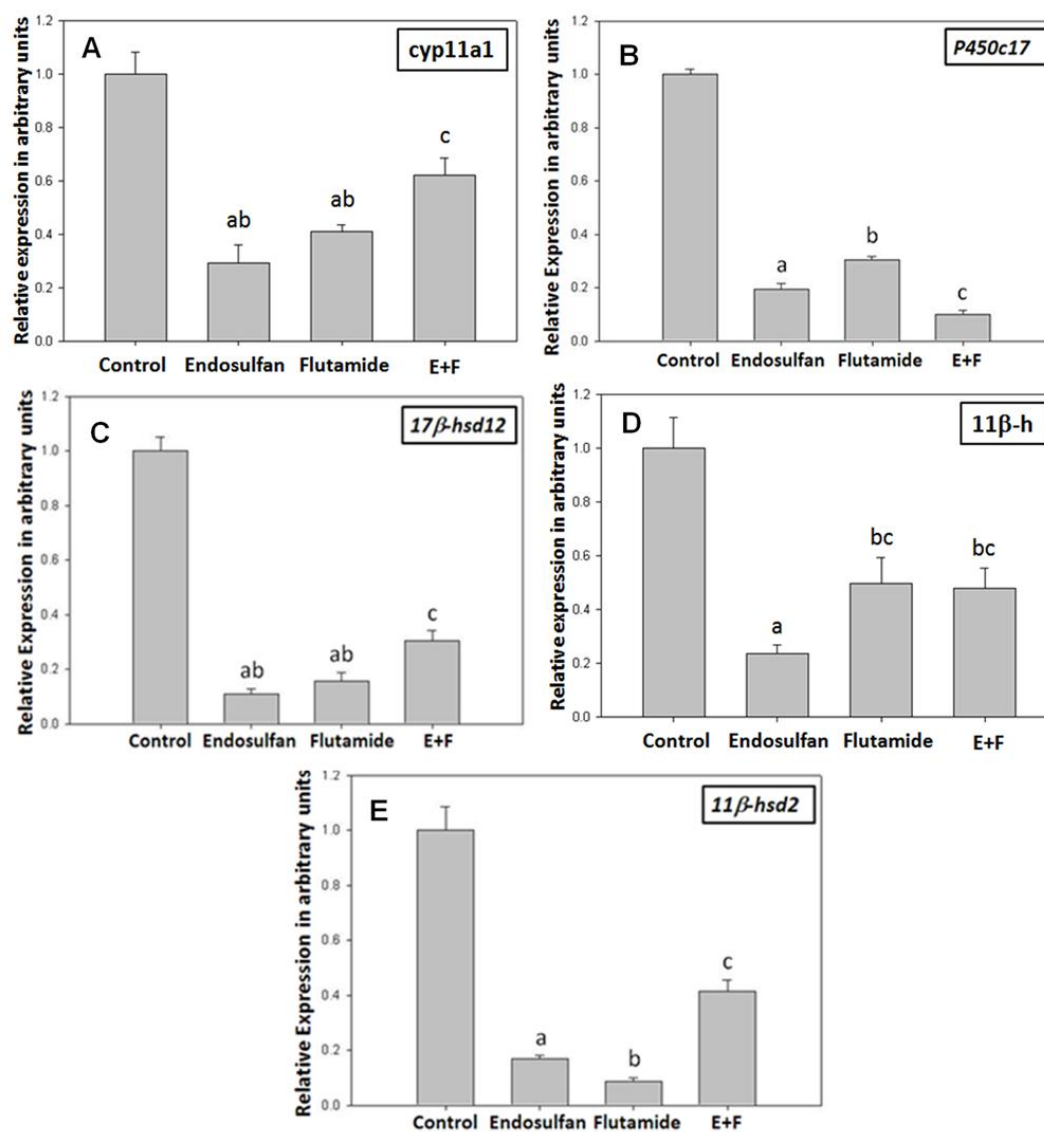 A
cyp11a1
Relative expression in arbitrary units
1.2
1.0
0.8
0.6
0.4
0.2
0.0
ab
ab
c
Control Endosulfan Flutamide E+F
B
P450c17
Relative Expression in arbitrary units
1.2
1.0
0.8
0.6
0.4
0.2
0.0
a
b
c
Control Endosulfan Flutamide E+F
C
17β-hsd12
Relative Expression in arbitrary units
1.2
1.0
0.8
0.6
0.4
0.2
0.0
ab
ab
c
Control Endosulfan Flutamide E+F
D
11β-h
Relative expression in arbitrary units
1.2
1.0
0.8
0.6
0.4
0.2
0.0
a
bc
bc
Control Endosulfan Flutamide E+F
E
11β-hsd2
Relative Expression in arbitrary units
1.2
1.0
0.8
0.6
0.4
0.2
0.0
a
b
c
Control Endosulfan Flutamide E+F